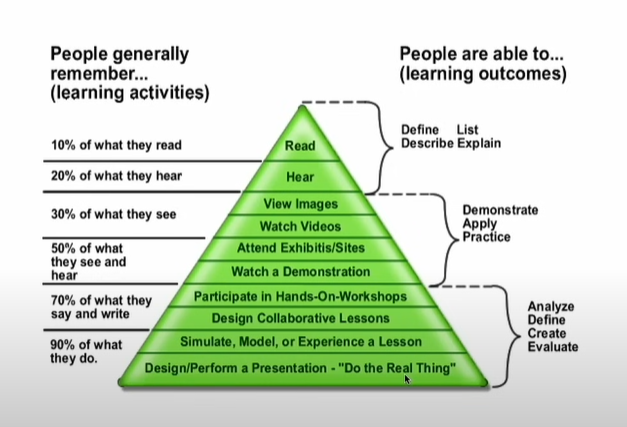 People generally
remember...
(learning activities)
People are able to...
(learning outcomes)
10% of what they read
20% of what they hear
30% of what they see
50% of what
they see and
hear
70% of what they
say and write
90% of what
they do.
Read
Hear
View Images
Watch Videos
Attend Exhibitis/Sites
Watch a Demonstration
Participate in Hands-On-Workshops
Design Collaborative Lessons
Simulate, Model, or Experience a Lesson
Design/Perform a Presentation - "Do the Real Thing"
Define List
Describe Explain
Demonstrate
Apply
Practice
Analyze
Define
Create
Evaluate